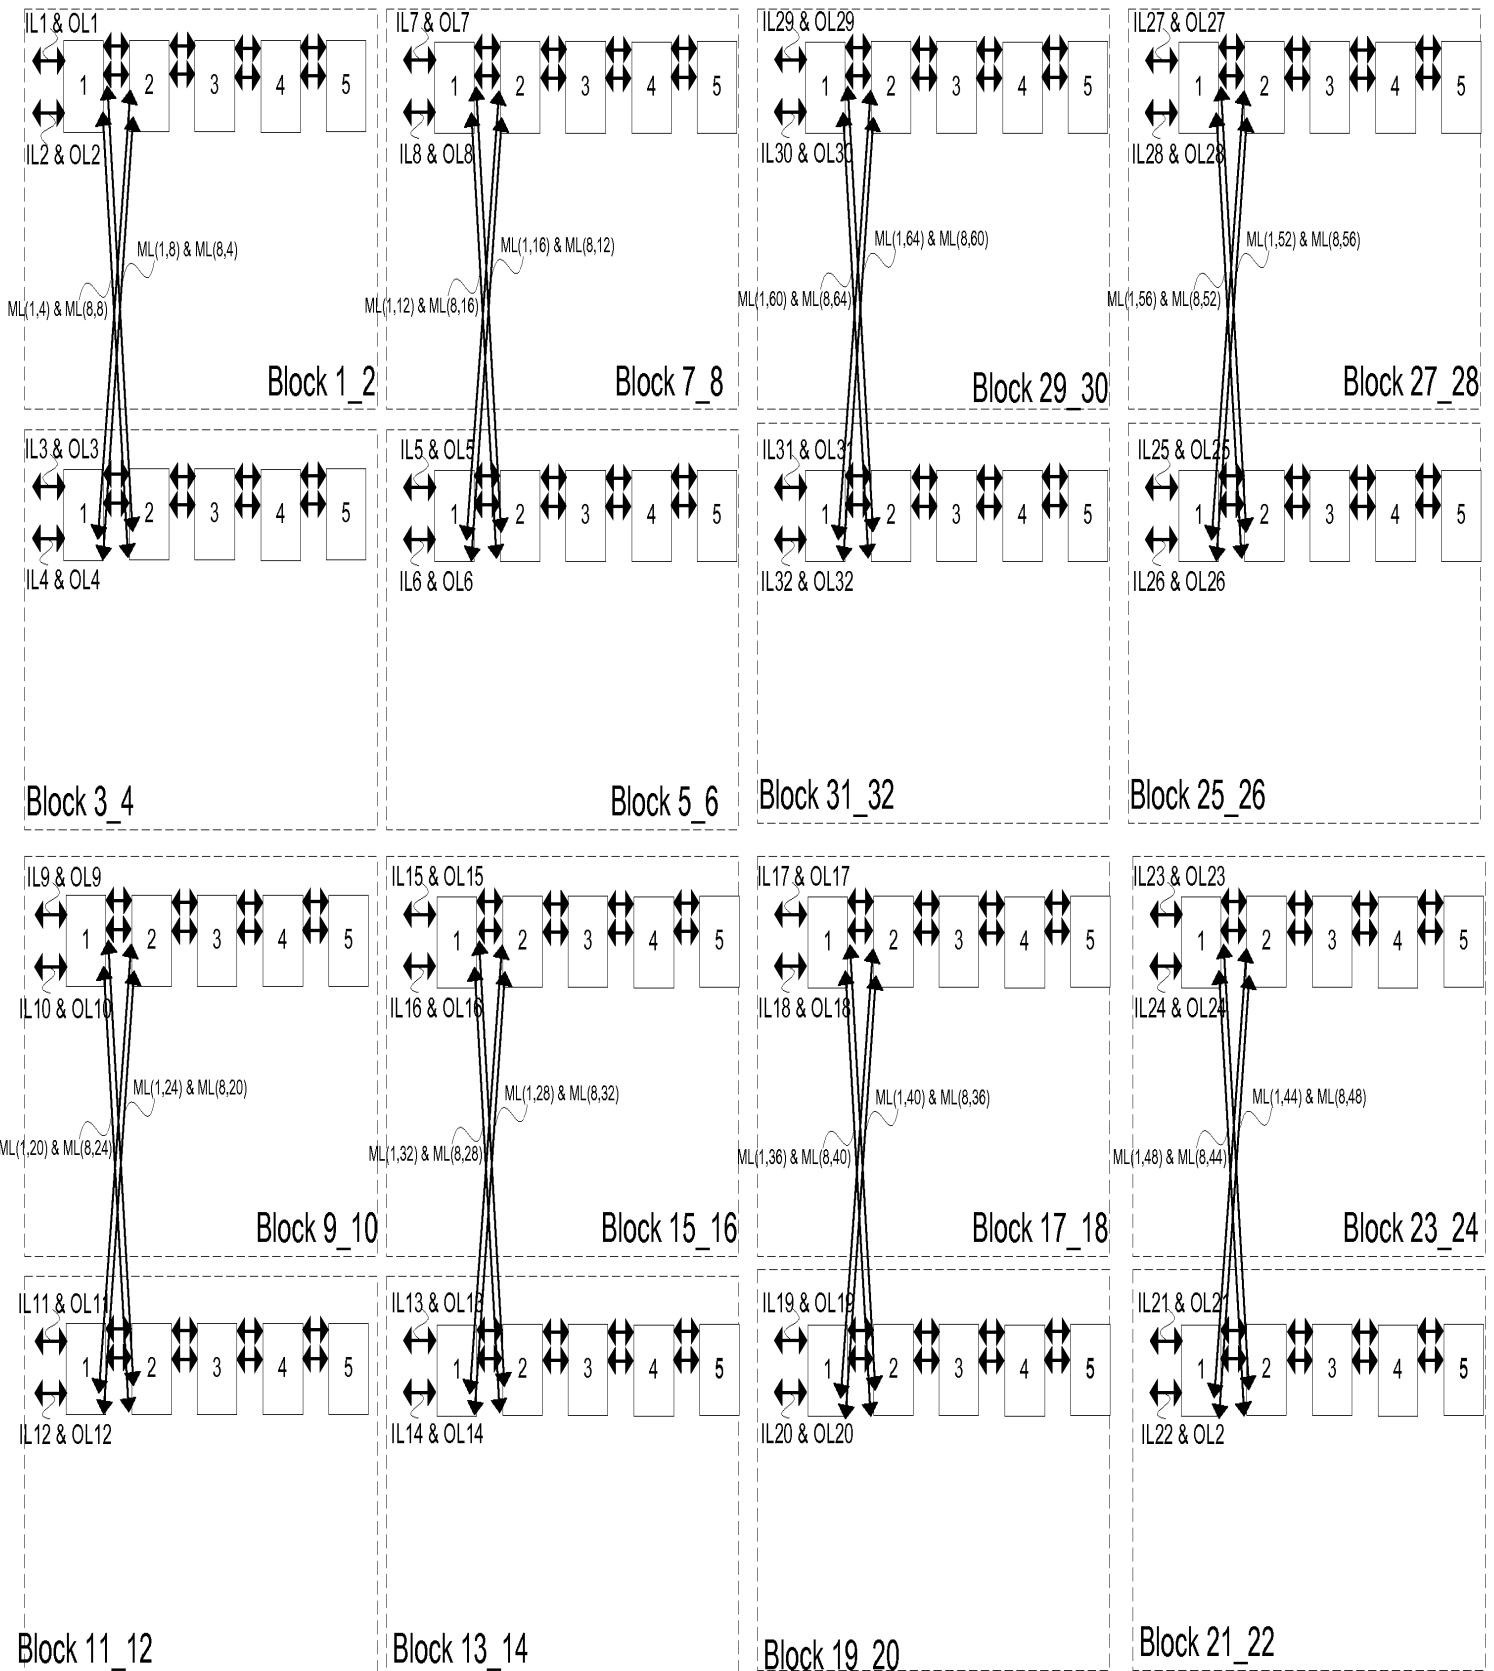 IL1 & OL1
1 2 3 4 5
IL2 & OL2
ML(1,8) & ML(8,4)
ML(1,4) & ML(8,8)
Block 1_2
IL7 & OL7
1 2 3 4 5
IL8 & OL8
ML(1,16) & ML(8,12)
ML(1,12) & ML(8,16)
Block 7_8
IL29 & OL29
1 2 3 4 5
IL30 & OL30
ML(1,64) & ML(8,60)
ML(1,60) & ML(8,64)
Block 29_30
IL27 & OL27
1 2 3 4 5
IL28 & OL28
ML(1,52) & ML(8,56)
ML(1,56) & ML(8,52)
Block 27_28
IL3 & OL3
1 2 3 4 5
IL4 & OL4
Block 3_4
IL5 & OL5
1 2 3 4 5
IL6 & OL6
Block 5_6
IL31 & OL31
1 2 3 4 5
IL32 & OL32
Block 31_32
IL25 & OL25
1 2 3 4 5
IL26 & OL26
Block 25_26
IL9 & OL9
1 2 3 4 5
IL10 & OL10
ML(1,24) & ML(8,20)
ML(1,20) & ML(8,24)
Block 9_10
IL15 & OL15
1 2 3 4 5
IL16 & OL16
ML(1,28) & ML(8,32)
ML(1,32) & ML(8,28)
Block 15_16
IL17 & OL17
1 2 3 4 5
IL18 & OL18
ML(1,40) & ML(8,36)
ML(1,36) & ML(8,40)
Block 17_18
IL23 & OL23
1 2 3 4 5
IL24 & OL24
ML(1,44) & ML(8,48)
ML(1,48) & ML(8,44)
Block 23_24
IL11 & OL11
1 2 3 4 5
IL12 & OL12
Block 11_12
IL13 & OL13
1 2 3 4 5
IL14 & OL14
Block 13_14
IL19 & OL19
1 2 3 4 5
IL20 & OL20
Block 19_20
IL21 & OL21
1 2 3 4 5
IL22 & OL2
Block 21_22